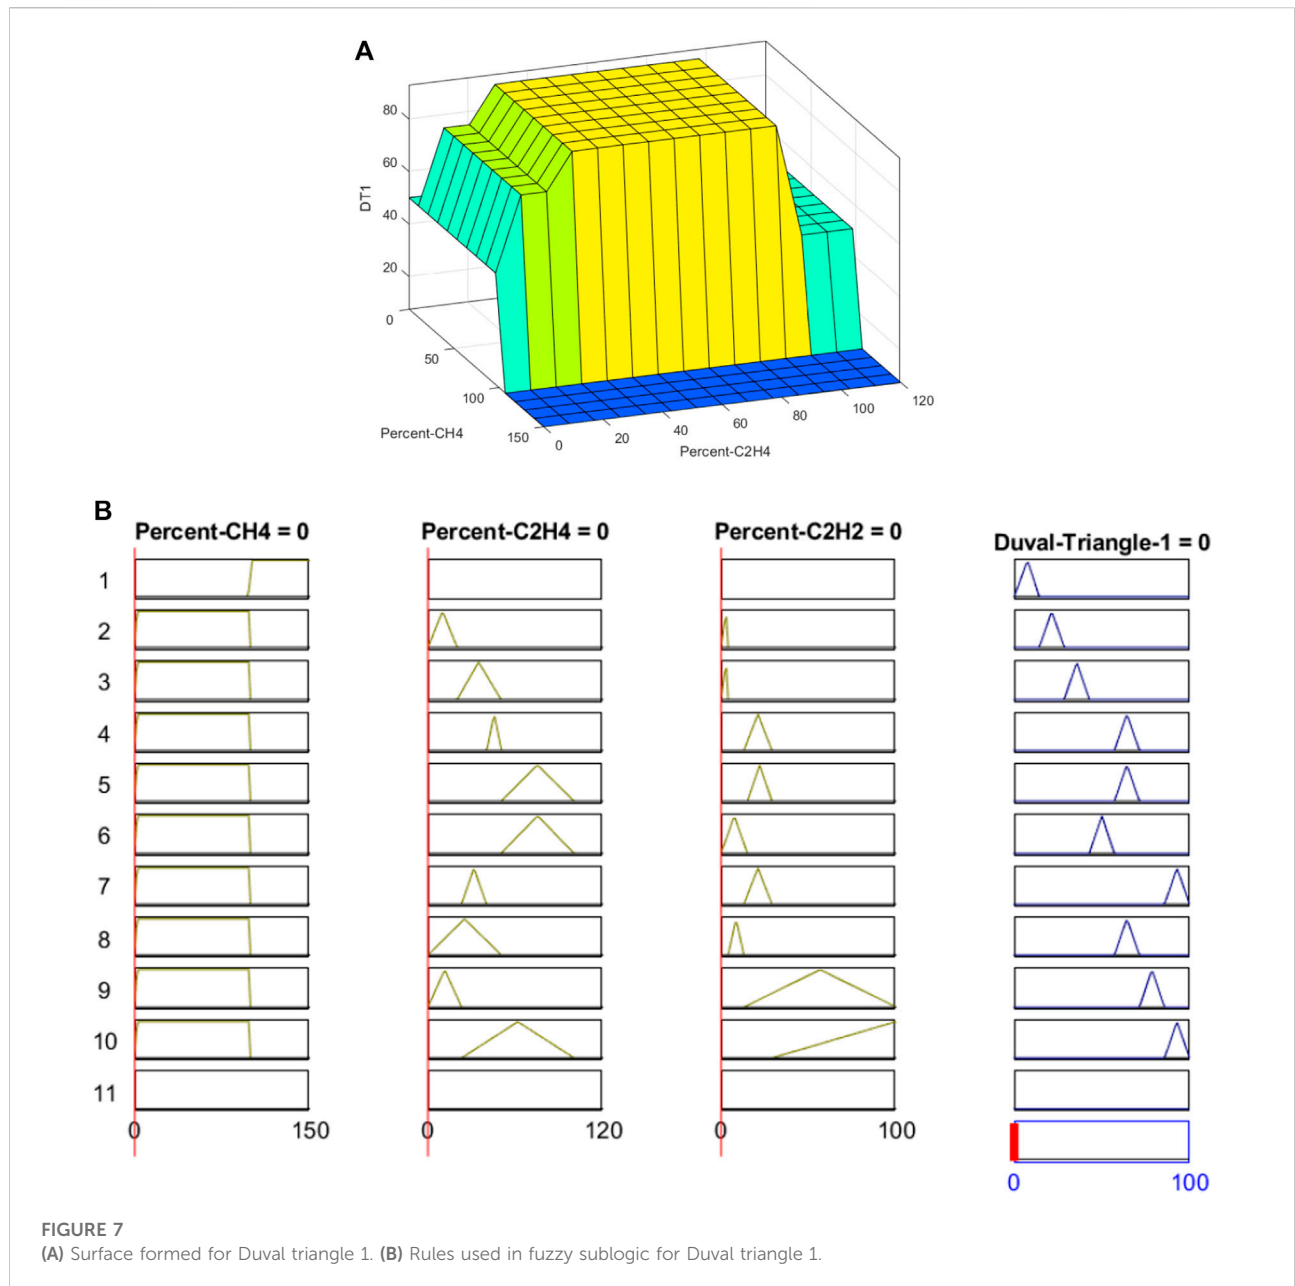 A
80
60
40
20
0
DT1
50
100
150
Percent-CH4
0
20
40
60
80
100
120
Percent-C2H4
B
Percent-CH4 = 0
Percent-C2H4 = 0
Percent-C2H2 = 0
Duval-Triangle-1 = 0
1
2
3
4
5
6
7
8
9
10
11
0 150
0 120
0 100
0 100
FIGURE 7
(A) Surface formed for Duval triangle 1. (B) Rules used in fuzzy sublogic for Duval triangle 1.